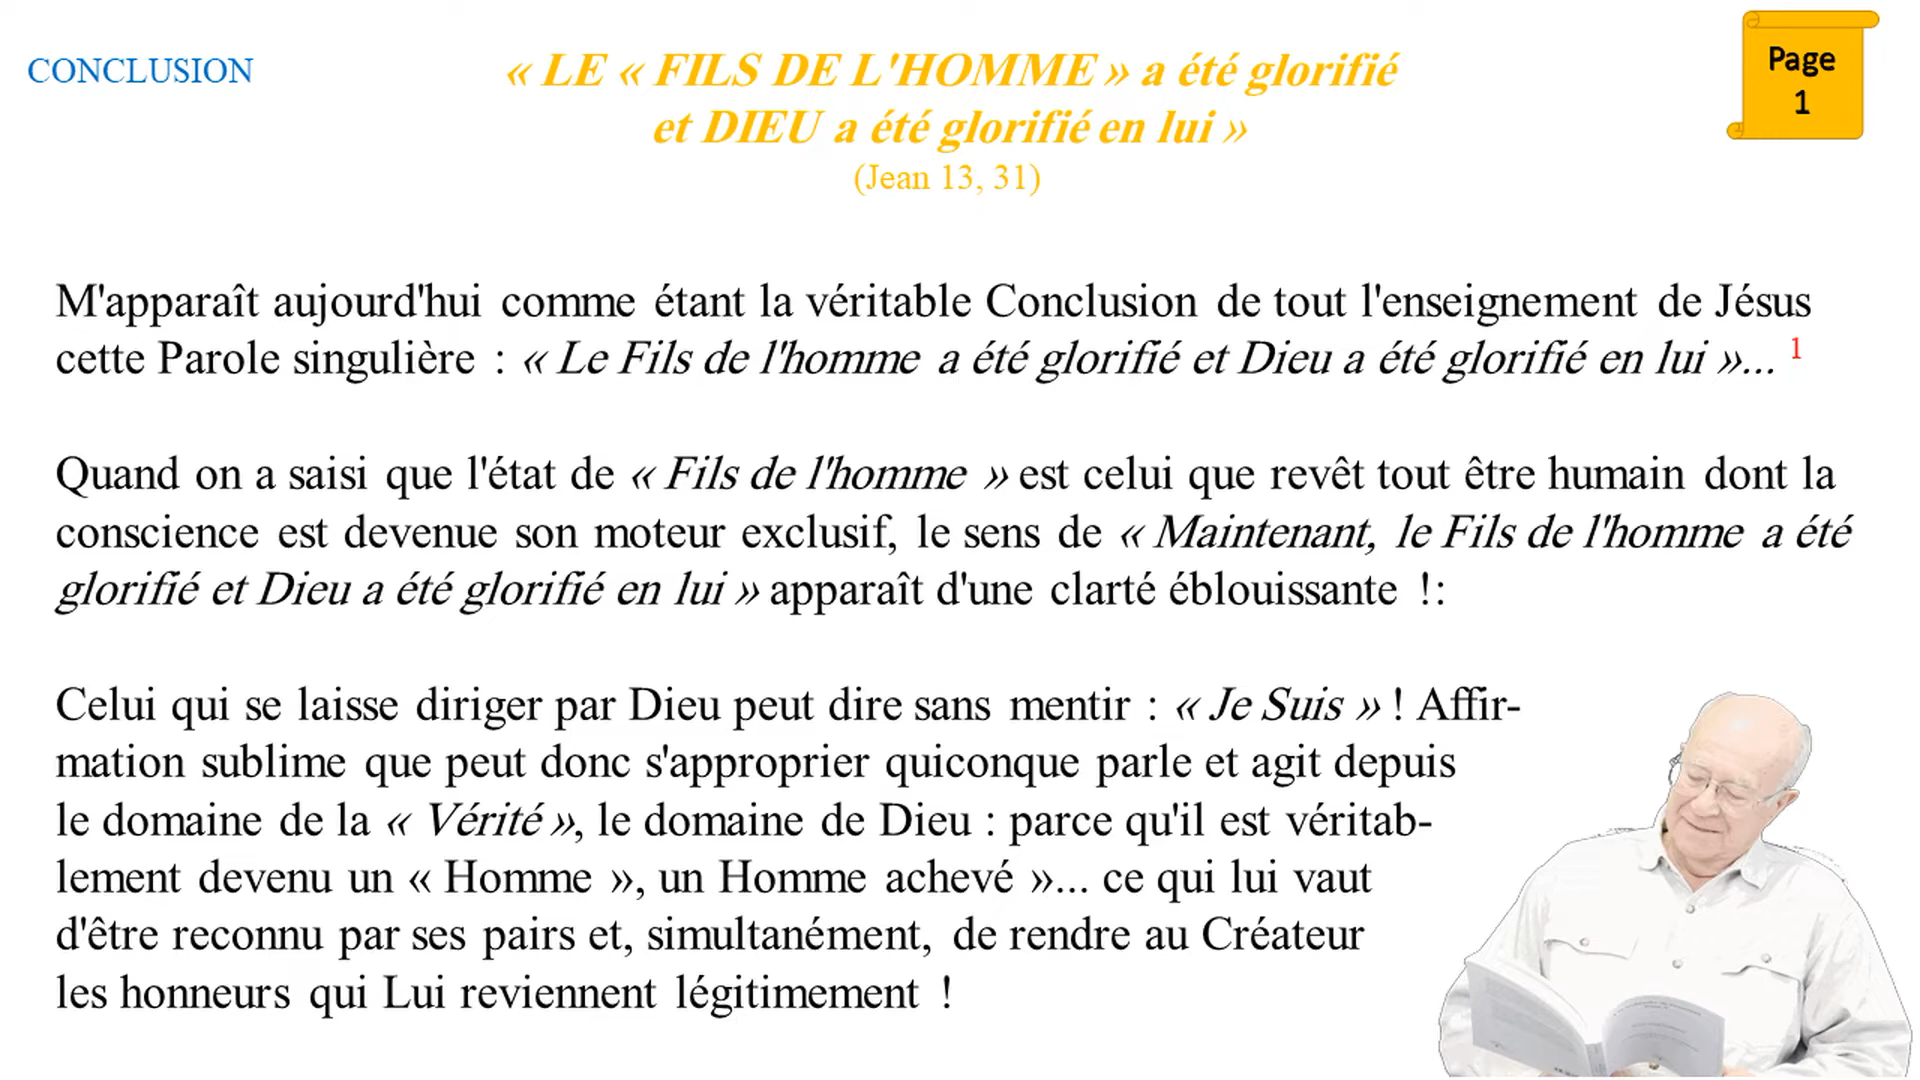 CONCLUSION
« LE « FILS DE L'HOMME » a été glorifié
et DIEU a été glorifié en lui »
(Jean 13, 31)
Page
1
M'apparaît aujourd'hui comme étant la véritable Conclusion de tout l'enseignement de Jésus
cette Parole singulière : « Le Fils de l'homme a été glorifié et Dieu a été glorifié en lui »... 1
Quand on a saisi que l'état de « Fils de l'homme » est celui que revêt tout être humain dont la
conscience est devenue son moteur exclusif, le sens de « Maintenant, le Fils de l'homme a été
glorifié et Dieu a été glorifié en lui » apparaît d'une clarté éblouissante !:
Celui qui se laisse diriger par Dieu peut dire sans mentir : « Je Suis » ! Affir-
mation sublime que peut donc s'approprier quiconque parle et agit depuis
le domaine de la « Vérité », le domaine de Dieu : parce qu'il est véritab-
lement devenu un « Homme », un Homme achevé »... ce qui lui vaut
d'être reconnu par ses pairs et, simultanément, de rendre au Créateur
les honneurs qui Lui reviennent légitimement !